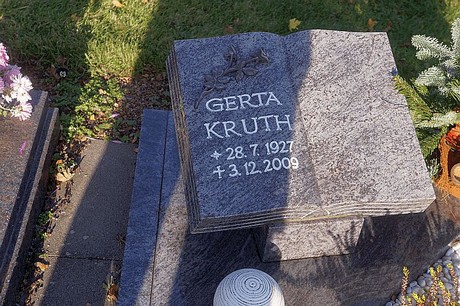 GERTA
KRUTH
✢ 28. 7. 1927
✝ 3. 12. 2009